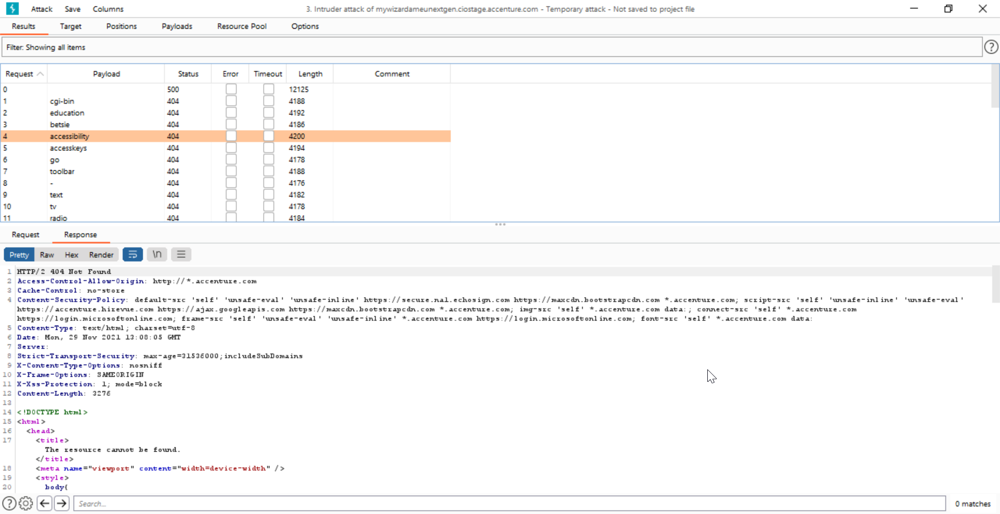 Attack Save Columns 3. Intruder attack of mywizardameunextgen.ciostage.accenture.com - Temporary attack - Not saved to project file
Results Target Positions Payloads Resource Pool Options
Filter: Showing all items ?
Request Payload Status Error Timeout Length Comment
0 500 12125
1 cgi-bin 404 4188
2 education 404 4192
3 betsie 404 4186
4 accessibility 404 4200
5 accesskeys 404 4194
6 go 404 4178
7 toolbar 404 4188
8 - 404 4176
9 text 404 4182
10 tv 404 4178
11 radio 404 4184
Request Response
Pretty Raw Hex Render \n
1 HTTP/2 404 Not Found
2 Access-Control-Allow-Origin: http://*.accenture.com
3 Cache-Control: no-store
4 Content-Security-Policy: default-src 'self' 'unsafe-eval' 'unsafe-inline' https://secure.na1.echosign.com https://maxcdn.bootstrapcdn.com *.accenture.com; script-src 'self' 'unsafe-inline' 'unsafe-eval'
https://accenture.hirevue.com https://ajax.googleapis.com https://maxcdn.bootstrapcdn.com *.accenture.com; img-src 'self' *.accenture.com data:; connect-src 'self' *.accenture.com
https://login.microsoftonline.com; frame-src 'self' 'unsafe-eval' 'unsafe-inline' *.accenture.com https://login.microsoftonline.com; font-src 'self' *.accenture.com data:
5 Content-Type: text/html; charset=utf-8
6 Date: Mon, 29 Nov 2021 13:08:05 GMT
7 Server:
8 Strict-Transport-Security: max-age=31536000;includeSubDomains
9 X-Content-Type-Options: nosniff
10 X-Frame-Options: SAMEORIGIN
11 X-Xss-Protection: 1; mode=block
12 Content-Length: 3276
13
14 <!DOCTYPE html>
15 <html>
16 <head>
17 <title>
The resource cannot be found.
</title>
18 <meta name="viewport" content="width=device-width" />
19 <style>
20 body{
? Search... 0 matches